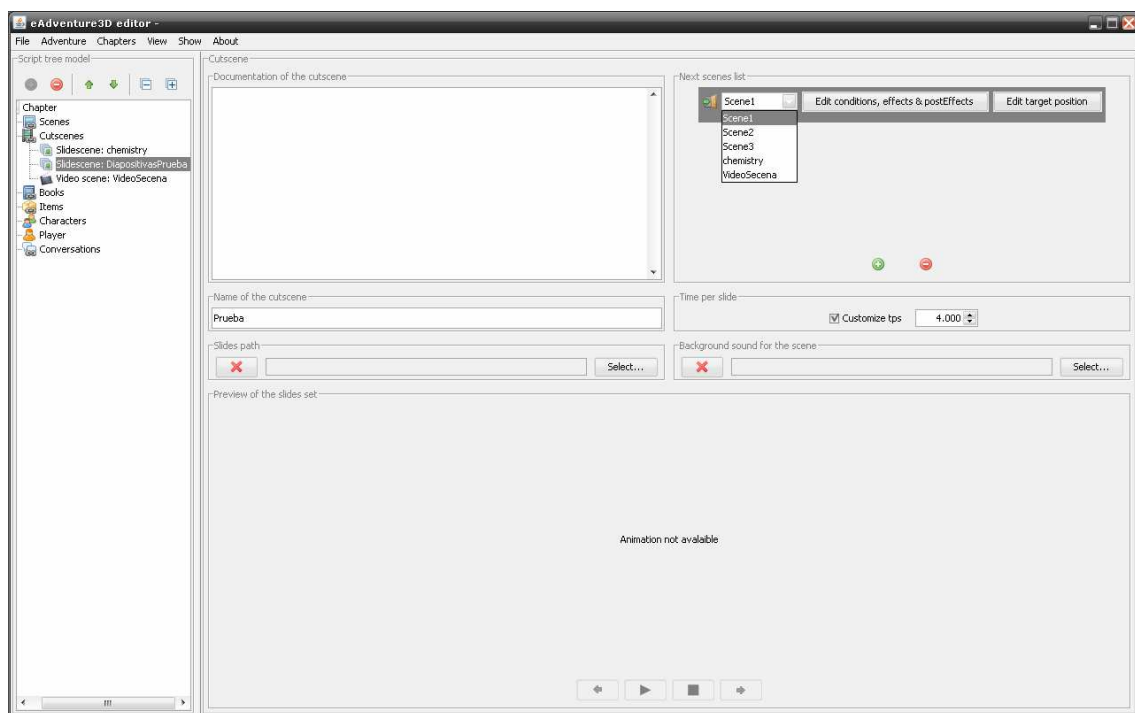 eAdventure3D editor -
File Adventure Chapters View Show About
Script tree model
Chapter
Scenes
Cutscenes
Slidescene: chemistry
Slidescene: DiapositivasPrueba
Video scene: VideoSecena
Books
Items
Characters
Player
Conversations
Cutscene
Documentation of the cutscene
Next scenes list
Scene1 Edit conditions, effects & postEffects Edit target position
Scene1
Scene2
Scene3
chemistry
VideoSecena
Name of the cutscene
Prueba
Time per slide
Customize tps 4.000
Slides path
Select...
Background sound for the scene
Select...
Preview of the slides set
Animation not avalaible